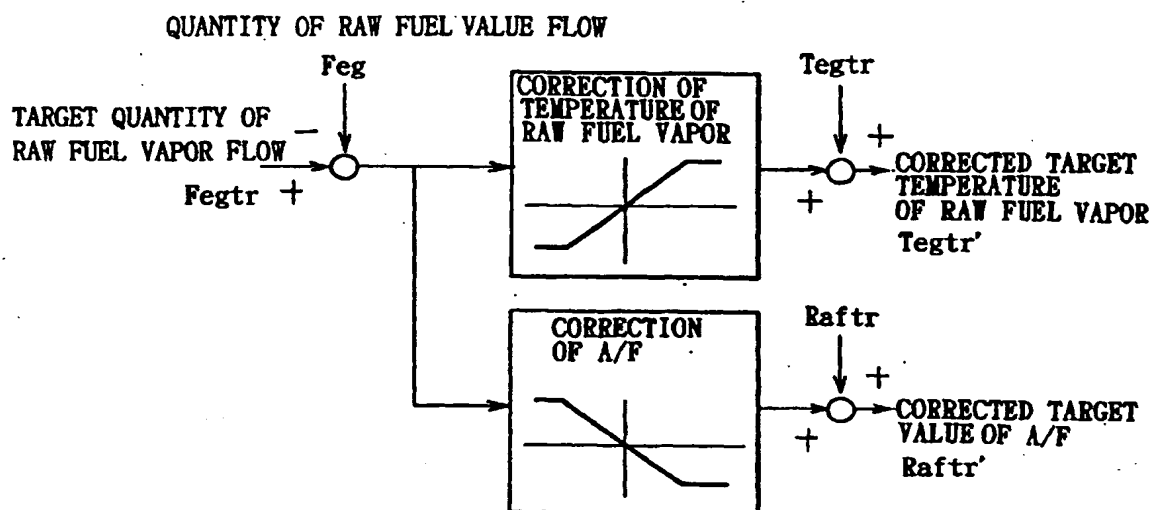 QUANTITY OF RAW FUEL VALUE FLOW
Feg
TARGET QUANTITY OF
RAW FUEL VAPOR FLOW
−
Fegtr +
CORRECTION OF
TEMPERATURE OF
RAW FUEL VAPOR
Tegtr
+
+
CORRECTED TARGET
TEMPERATURE
OF RAW FUEL VAPOR
Tegtr'
CORRECTION
OF A/F
Raftr
+
+
CORRECTED TARGET
VALUE OF A/F
Raftr'